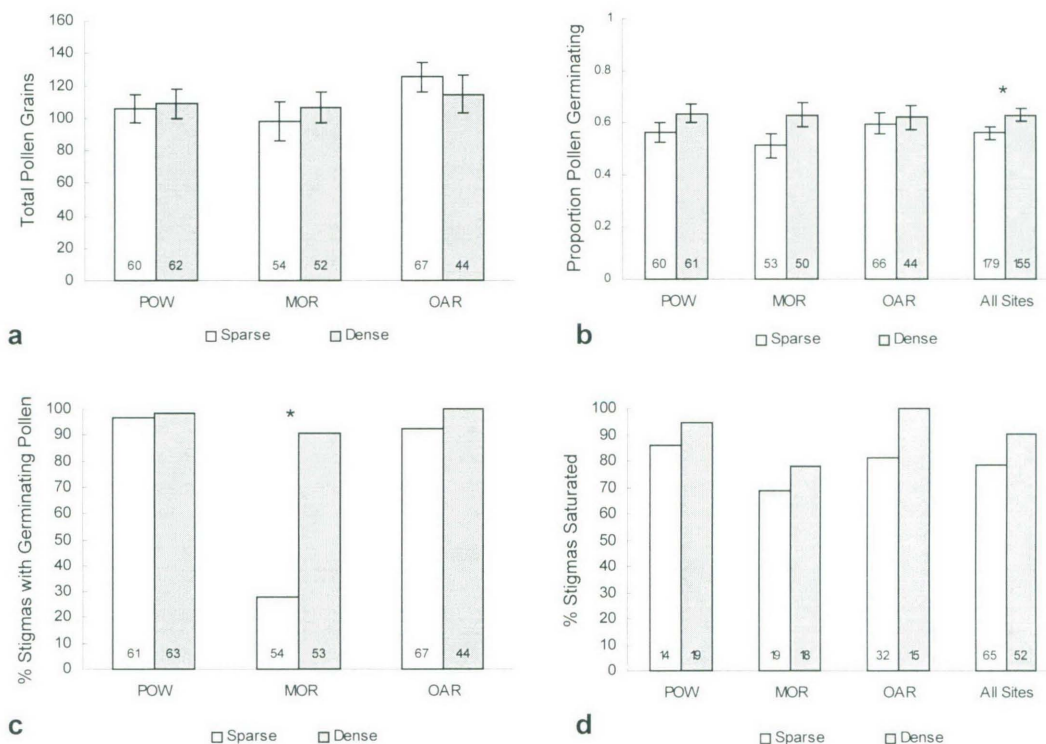 Total Pollen Grains
160
140
120
100
80
60
40
20
0
60 62 54 52 67 44
POW MOR OAR
Sparse Dense
a
Proportion Pollen Germinating
1
0.8
0.6
0.4
0.2
0
*
60 61 53 50 66 44 179 155
POW MOR OAR All Sites
Sparse Dense
b
% Stigmas with Germinating Pollen
100
90
80
70
60
50
40
30
20
10
0
*
61 63 54 53 67 44
POW MOR OAR
Sparse Dense
c
% Stigmas Saturated
100
90
80
70
60
50
40
30
20
10
0
14 19 19 18 32 15 65 52
POW MOR OAR All Sites
Sparse Dense
d